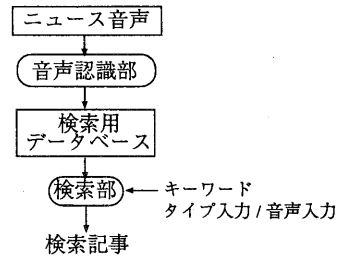 ニュース音声
音声認識部
検索用
データベース
検索部
キーワード
タイプ入力 / 音声入力
検索記事